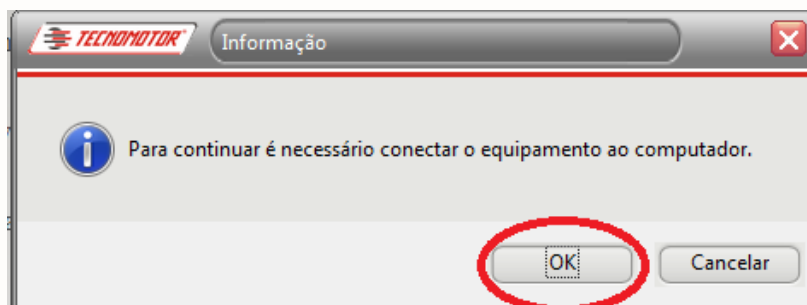 TECNOMOTOR
Informação
Para continuar é necessário conectar o equipamento ao computador.
OK
Cancelar